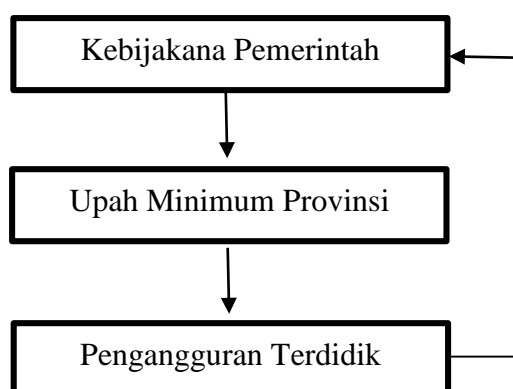 Kebijakana Pemerintah
Upah Minimum Provinsi
Pengangguran Terdidik